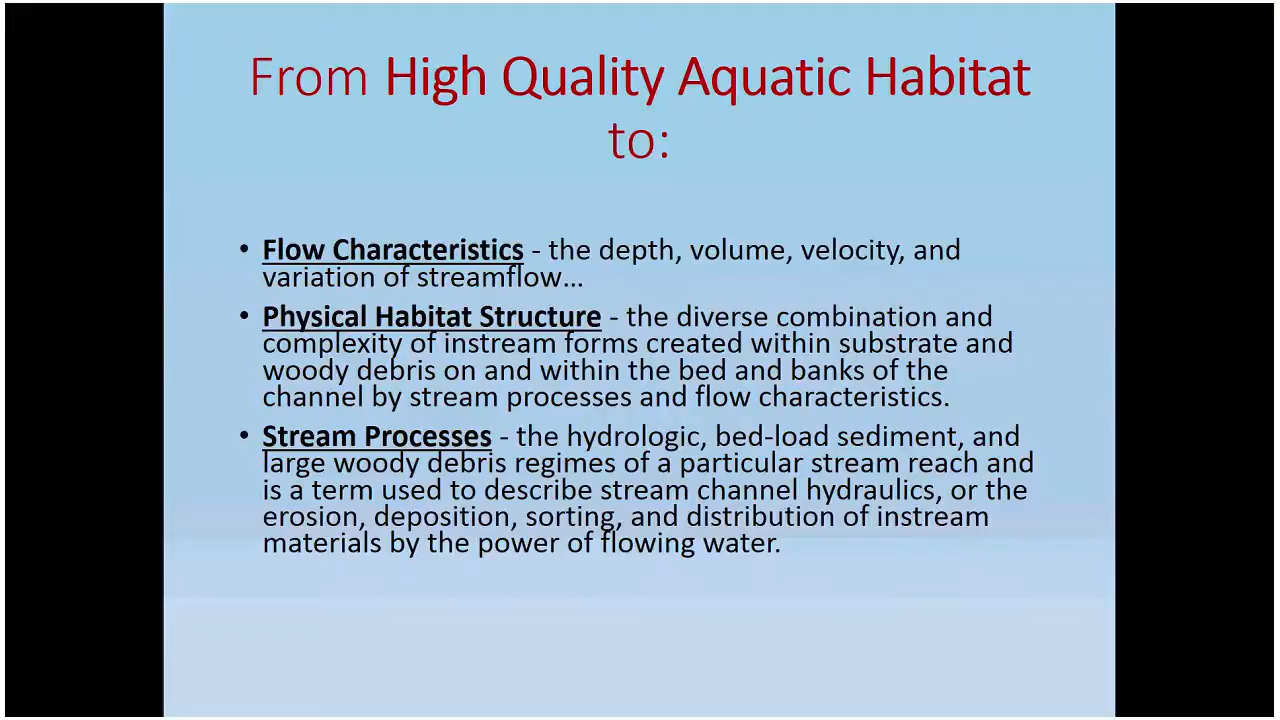 From High Quality Aquatic Habitat
to:
• Flow Characteristics - the depth, volume, velocity, and
variation of streamflow…
• Physical Habitat Structure - the diverse combination and
complexity of instream forms created within substrate and
woody debris on and within the bed and banks of the
channel by stream processes and flow characteristics.
• Stream Processes - the hydrologic, bed-load sediment, and
large woody debris regimes of a particular stream reach and
is a term used to describe stream channel hydraulics, or the
erosion, deposition, sorting, and distribution of instream
materials by the power of flowing water.